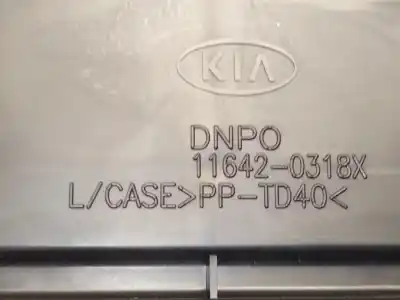 KIA
DNPO
11642-0318X
L/CASE>PP-TD40<